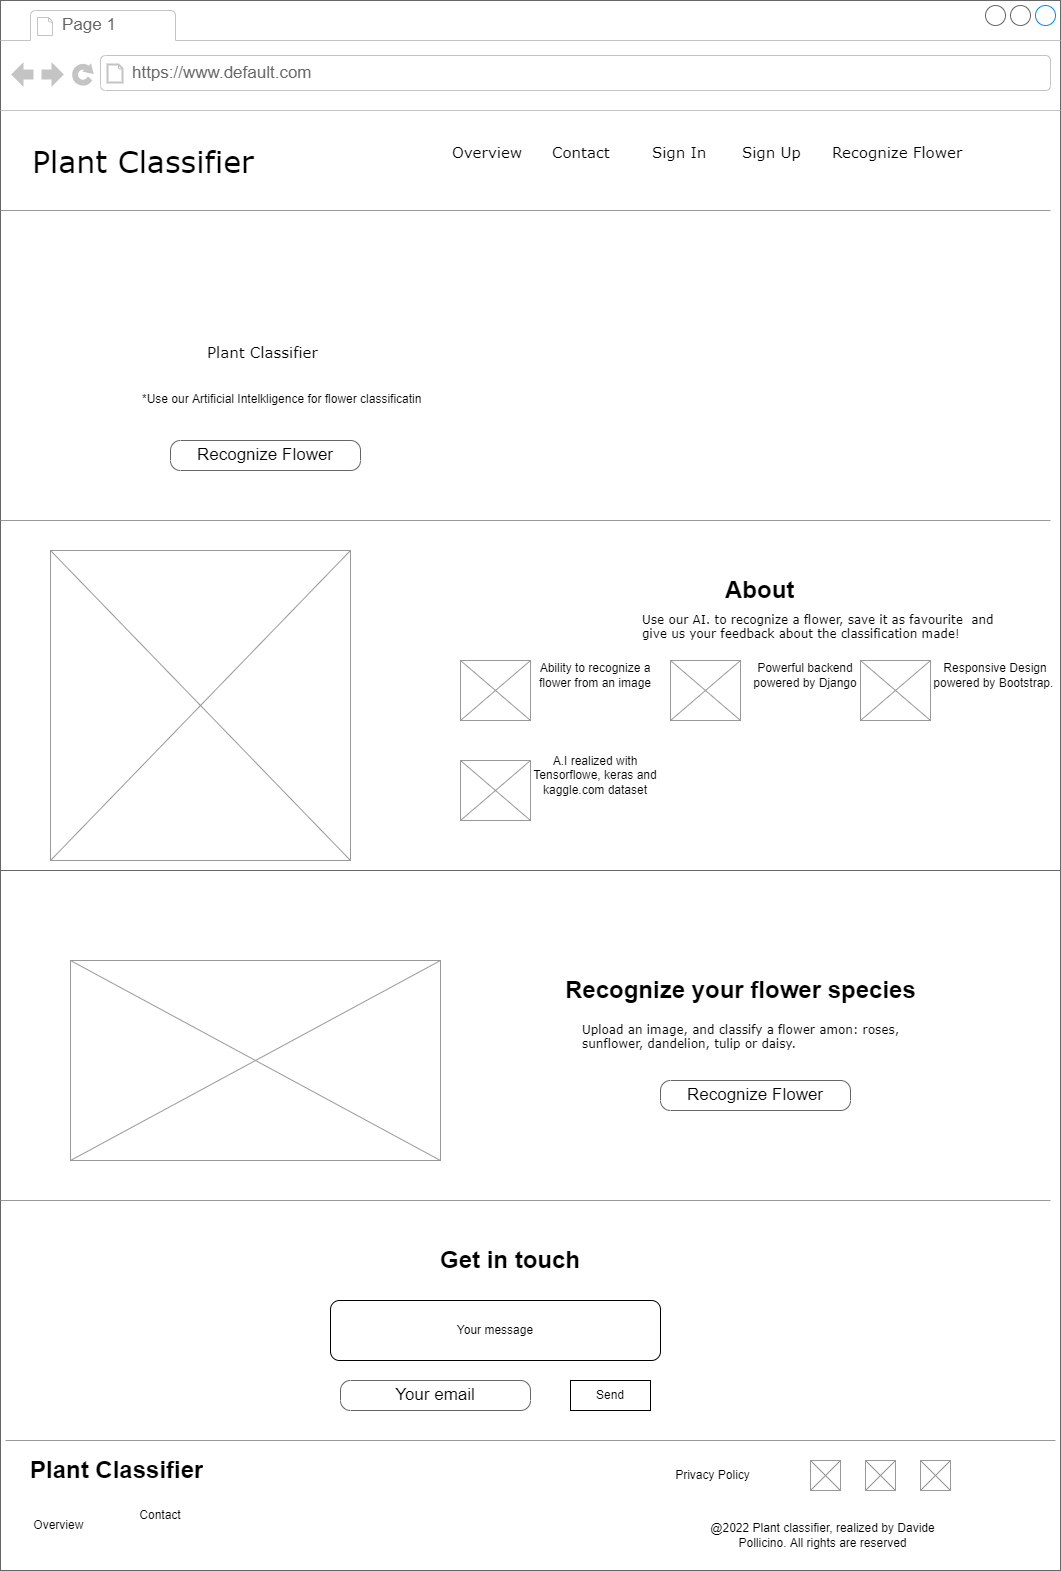 Page 1
https://www.default.com
Plant Classifier
Overview
Contact
Sign In
Sign Up
Recognize Flower
Plant Classifier
*Use our Artificial Intelkligence for flower classificatin
Recognize Flower
About
Use our AI. to recognize a flower, save it as favourite  and
give us your feedback about the classification made!
Ability to recognize a
flower from an image
Powerful backend
powered by Django
Responsive Design
powered by Bootstrap.
A.I realized with
Tensorflowe, keras and
kaggle.com dataset
Recognize your flower species
Upload an image, and classify a flower amon: roses,
sunflower, dandelion, tulip or daisy.
Recognize Flower
Get in touch
Your message
Your email
Send
Plant Classifier
Privacy Policy
Overview
Contact
@2022 Plant classifier, realized by Davide
Pollicino. All rights are reserved